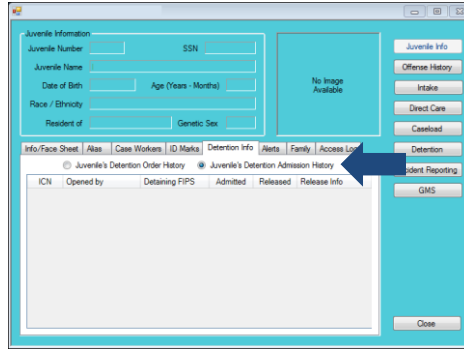 Juvenile Information
Juvenile Number SSN
Juvenile Name
Date of Birth Age (Years - Months)
Race / Ethnicity
Resident of Genetic Sex
No Image
Available
Juvenile Info
Offense History
Intake
Direct Care
Caseload
Detention
Reporting
GMS
Info/Face Sheet Alias Case Workers ID Marks Detention Info Alerts Family Access
Juvenile's Detention Order History Juvenile's Detention Admission History
ICN Opened by Detaining FIPS Admitted Released Release Info
Close